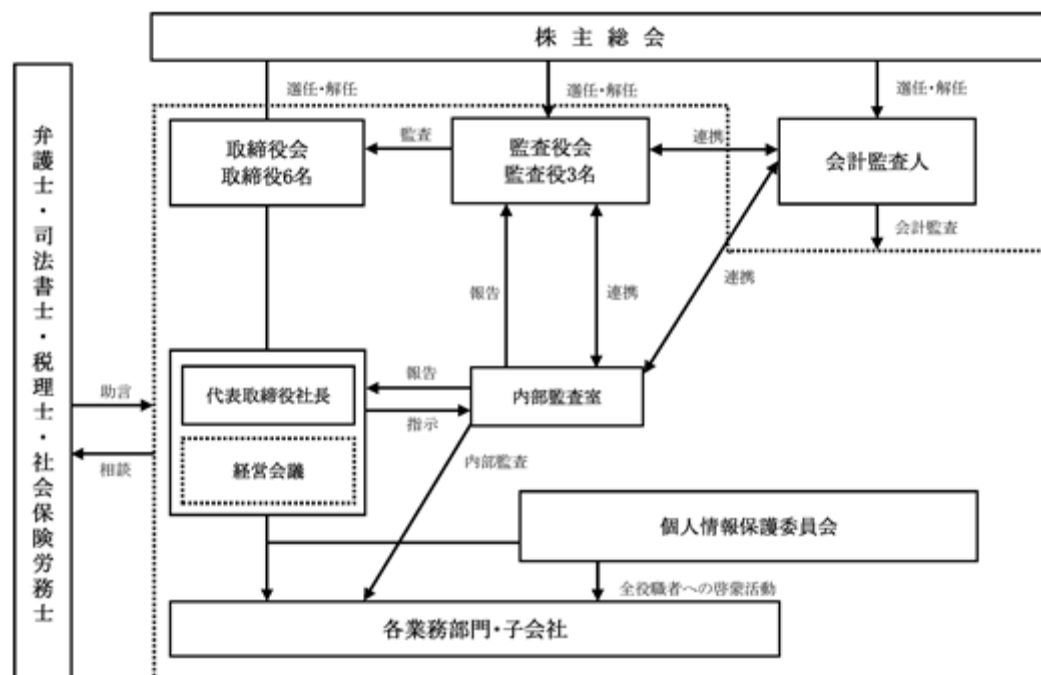 株主総会
選任・解任
選任・解任
選任・解任
弁護士・司法書士・税理士・社会保険労務士
取締役会
取締役6名
監査
監査役会
監査役3名
連携
会計監査人
会計監査
報告
連携
連携
代表取締役社長
経営会議
報告
指示
内部監査室
助言
相談
内部監査
個人情報保護委員会
全役職者への啓蒙活動
各業務部門・子会社